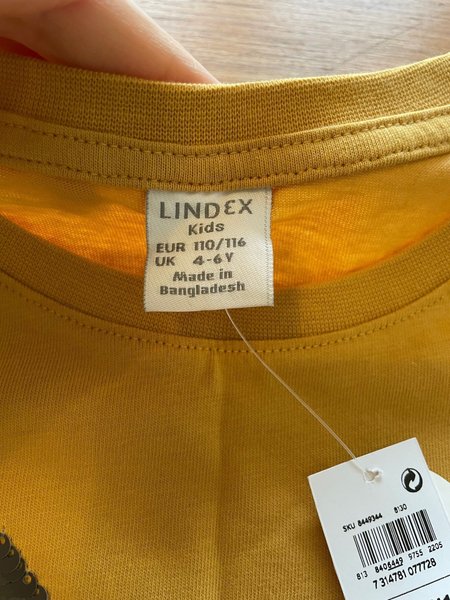 LINDEX
Kids
EUR 110/116
UK 4-6Y
Made in
Bangladesh
SKU 8449344 8130
813 8408449 9755 2205
7 314781 077728